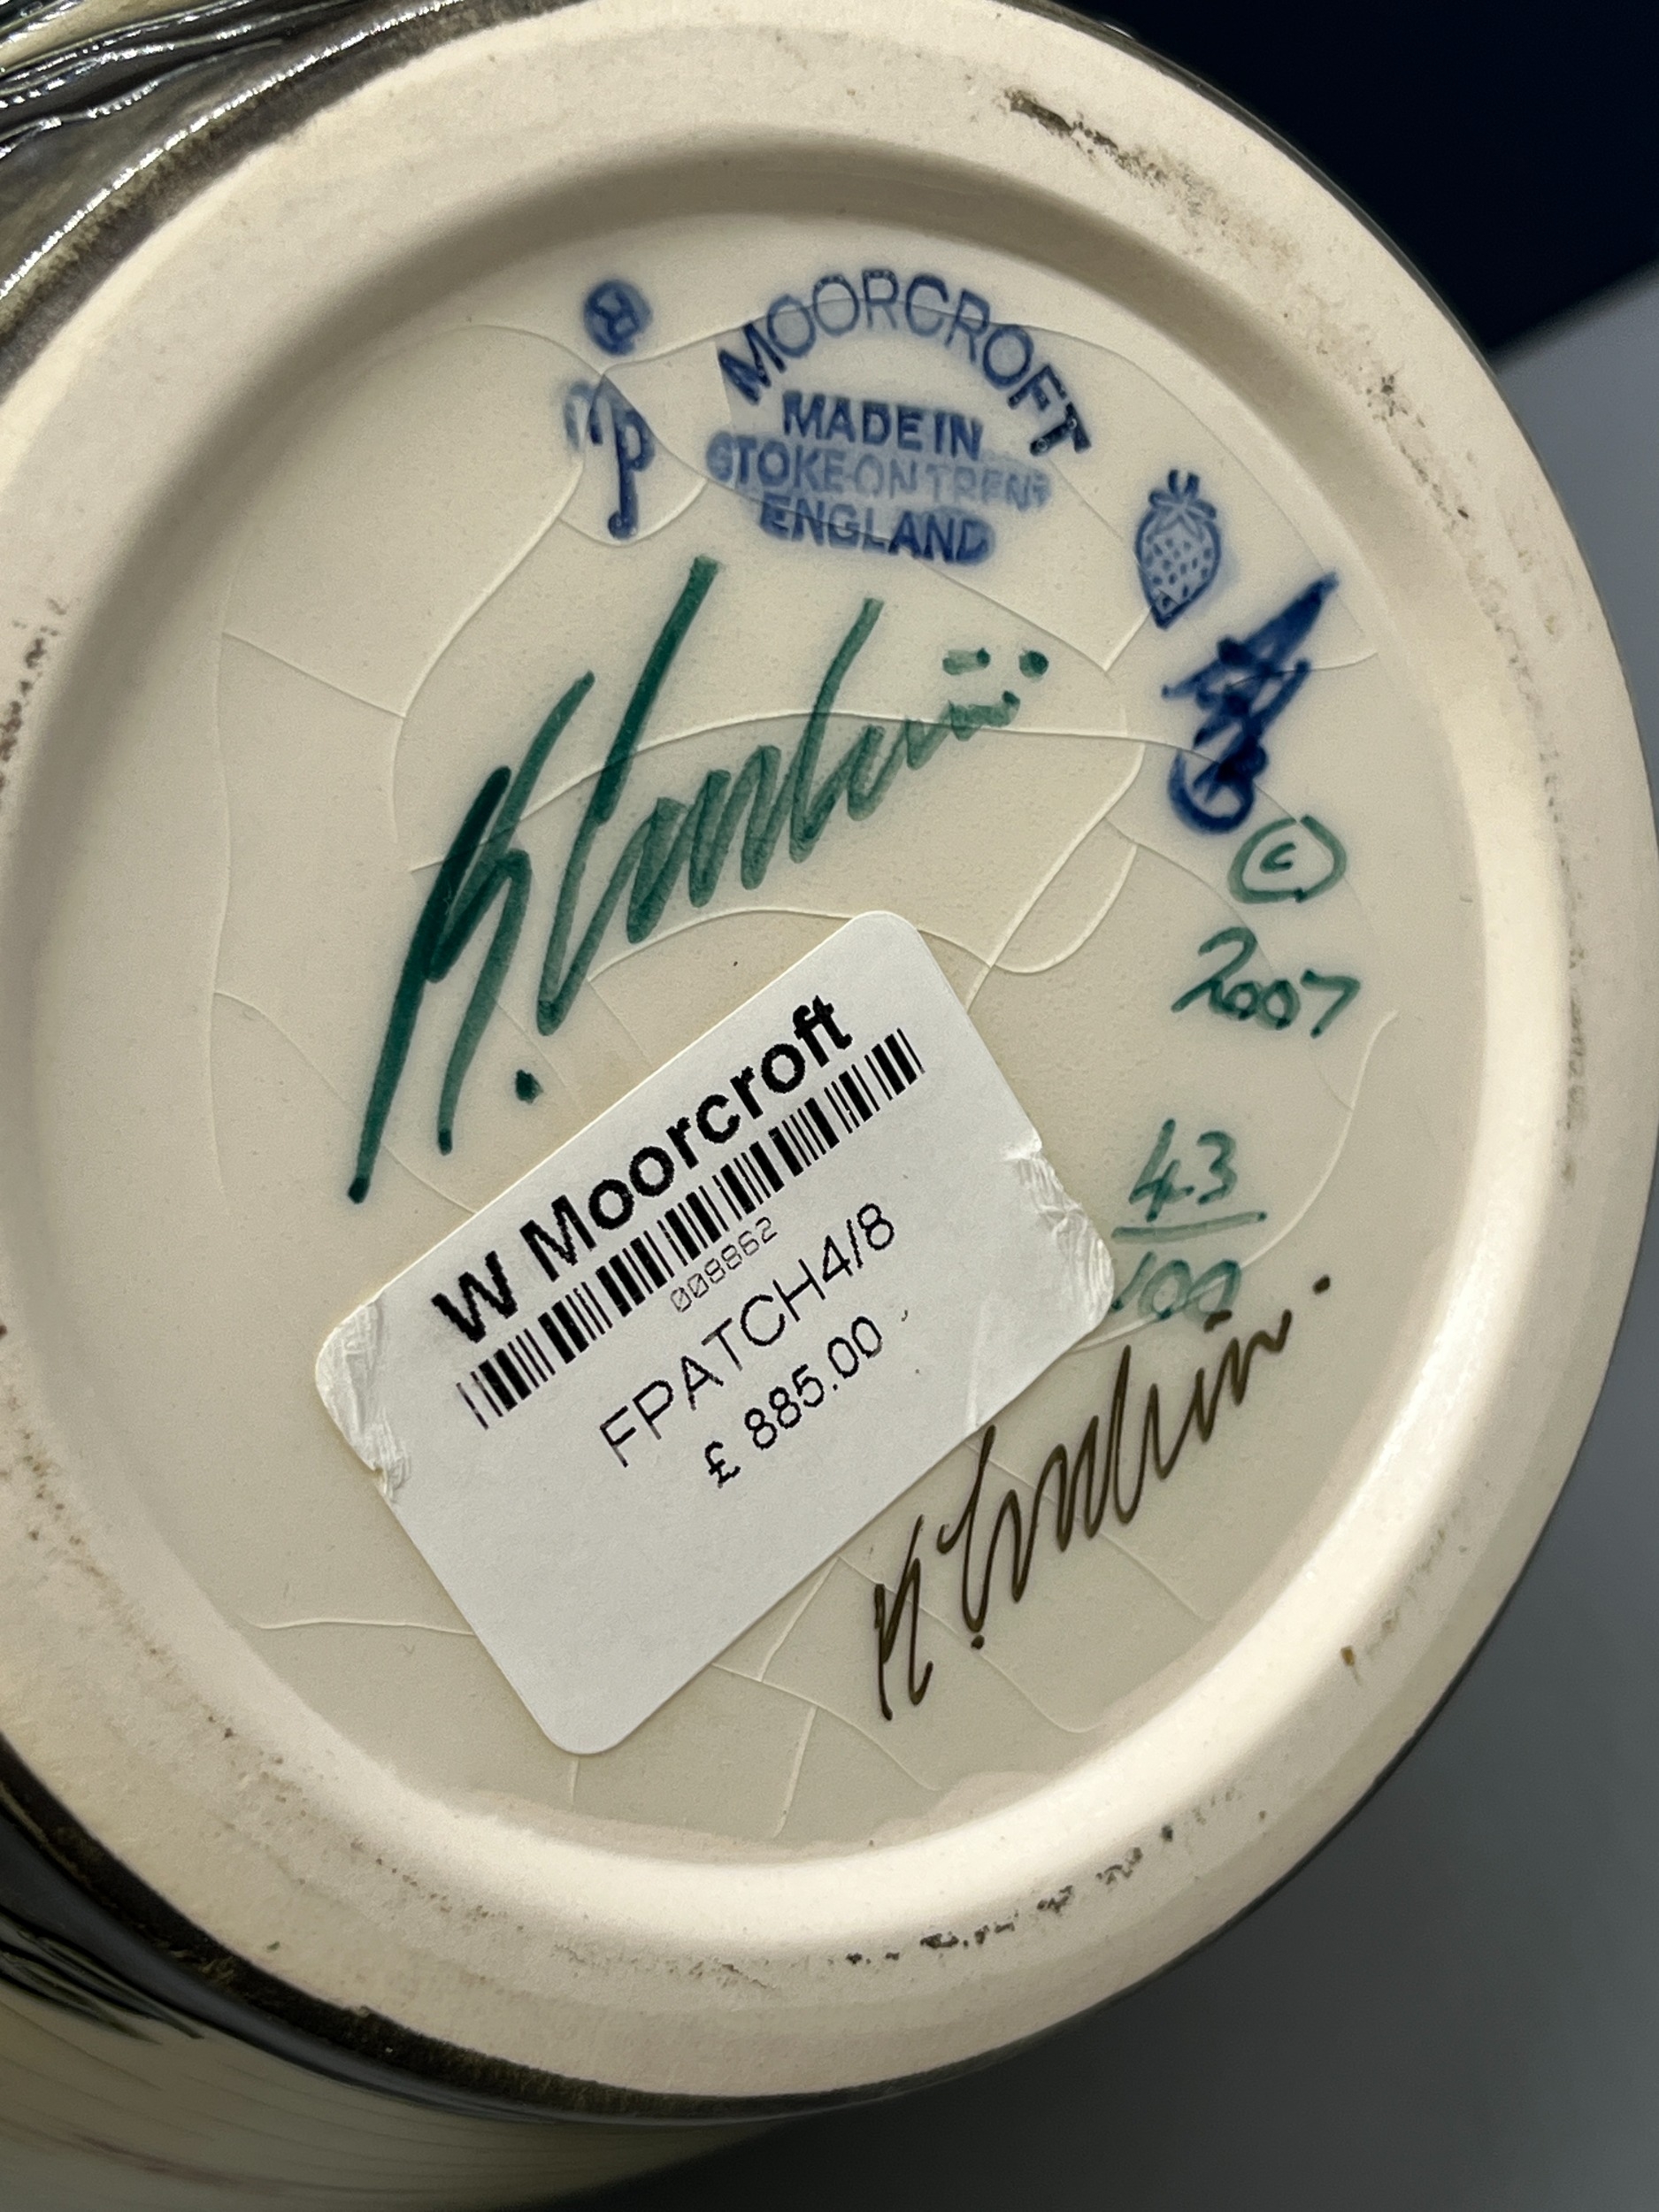 MOORCROFT
MADE IN
STOKE-ON-TRENT
ENGLAND
©
2007
43
100
W Moorcroft
008862
FPATCH4/8
£ 885.00